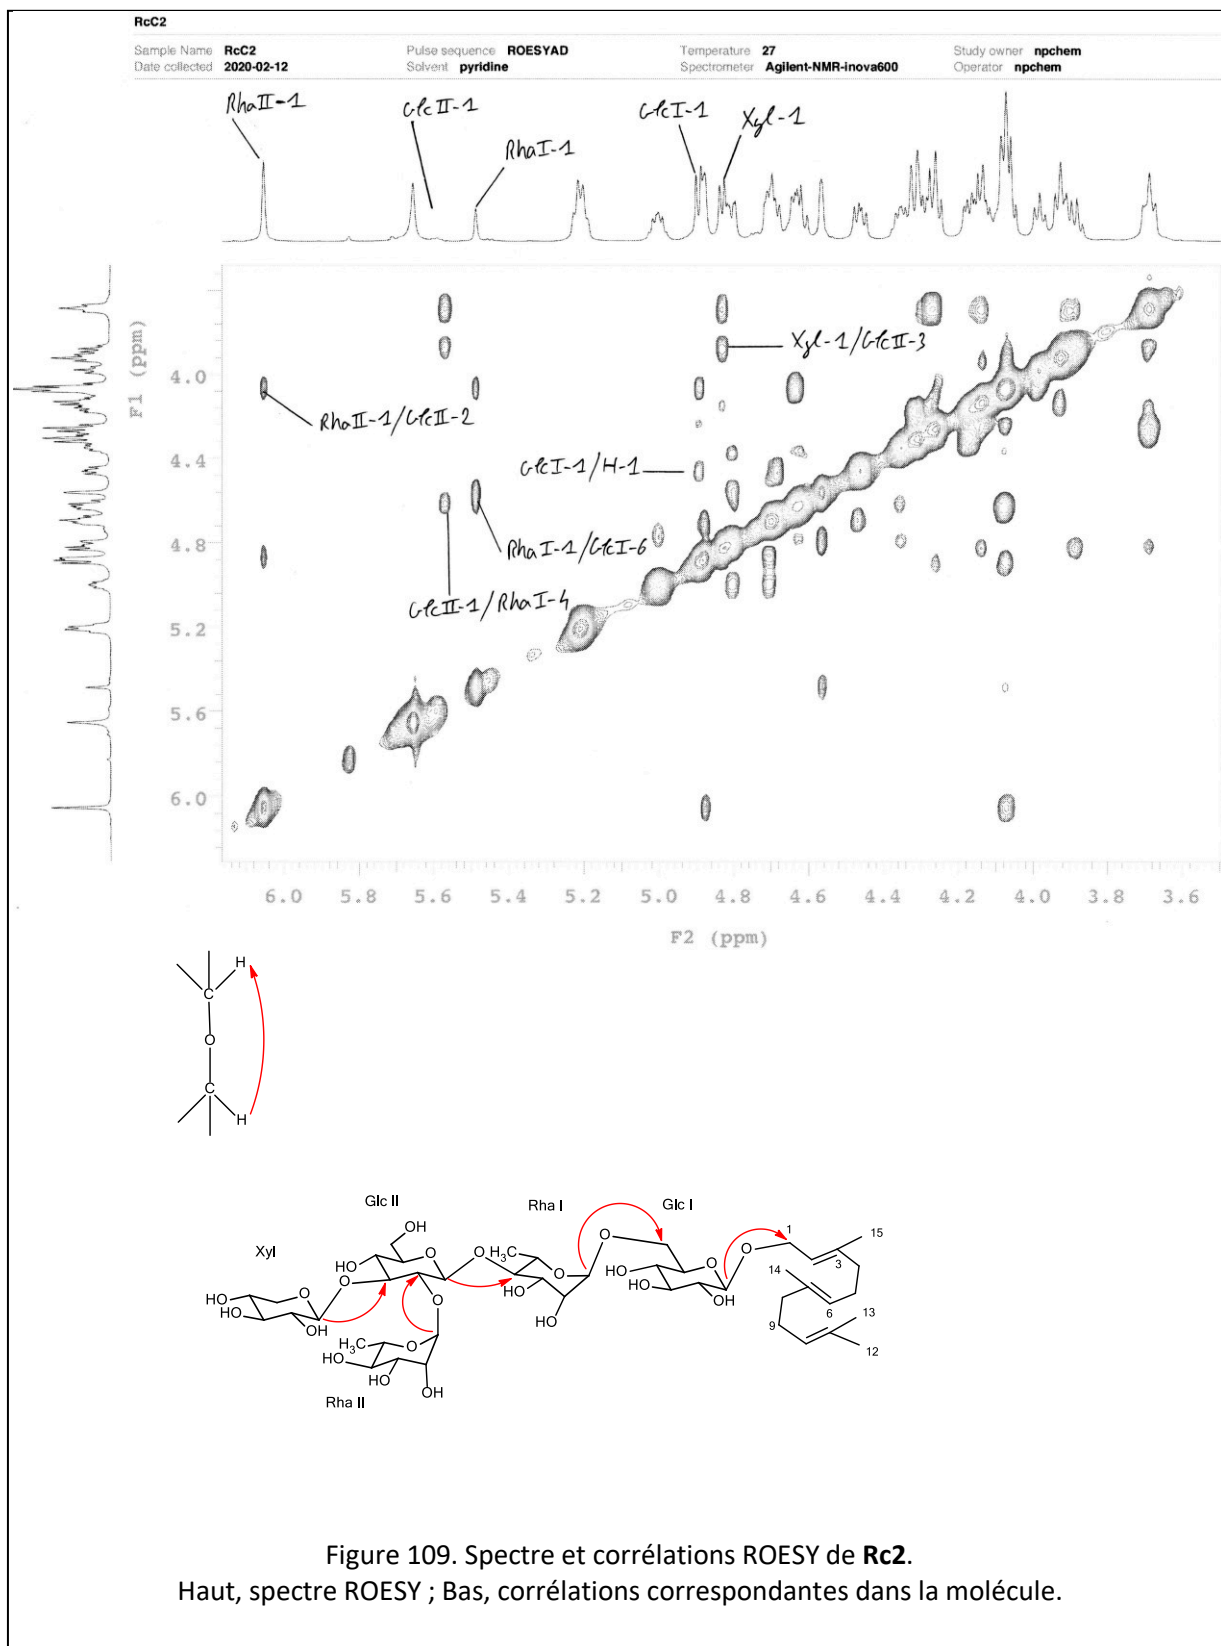 RcC2
Sample Name RcC2 Pulse sequence ROESYAD Temperature 27 Study owner npchem
Date collected 2020-02-12 Solvent pyridine Spectrometer Agilent-NMR-inova600 Operator npchem
RhaII-1
GlcII-1
RhaI-1
GlcI-1
Xyl-1
F1 (ppm)
4.0
4.4
4.8
5.2
5.6
6.0
Xyl-1/GlcII-3
RhaII-1/GlcII-2
GlcI-1/H-1
RhaI-1/GlcI-6
GlcII-1/RhaI-4
6.0 5.8 5.6 5.4 5.2 5.0 4.8 4.6 4.4 4.2 4.0 3.8 3.6
F2 (ppm)
H
C
O
C
H
Glc II
Rha I
Glc I
Xyl
OH
HO
O
O
H3C
O
O
O
HO
HO
O
O
OH
1
3
15
14
6
13
9
12
HO
HO
O
O
OH
O
HO
HO
OH
H3C
O
HO
HO
OH
Rha II
Figure 109. Spectre et corrélations ROESY de Rc2.
Haut, spectre ROESY ; Bas, corrélations correspondantes dans la molécule.